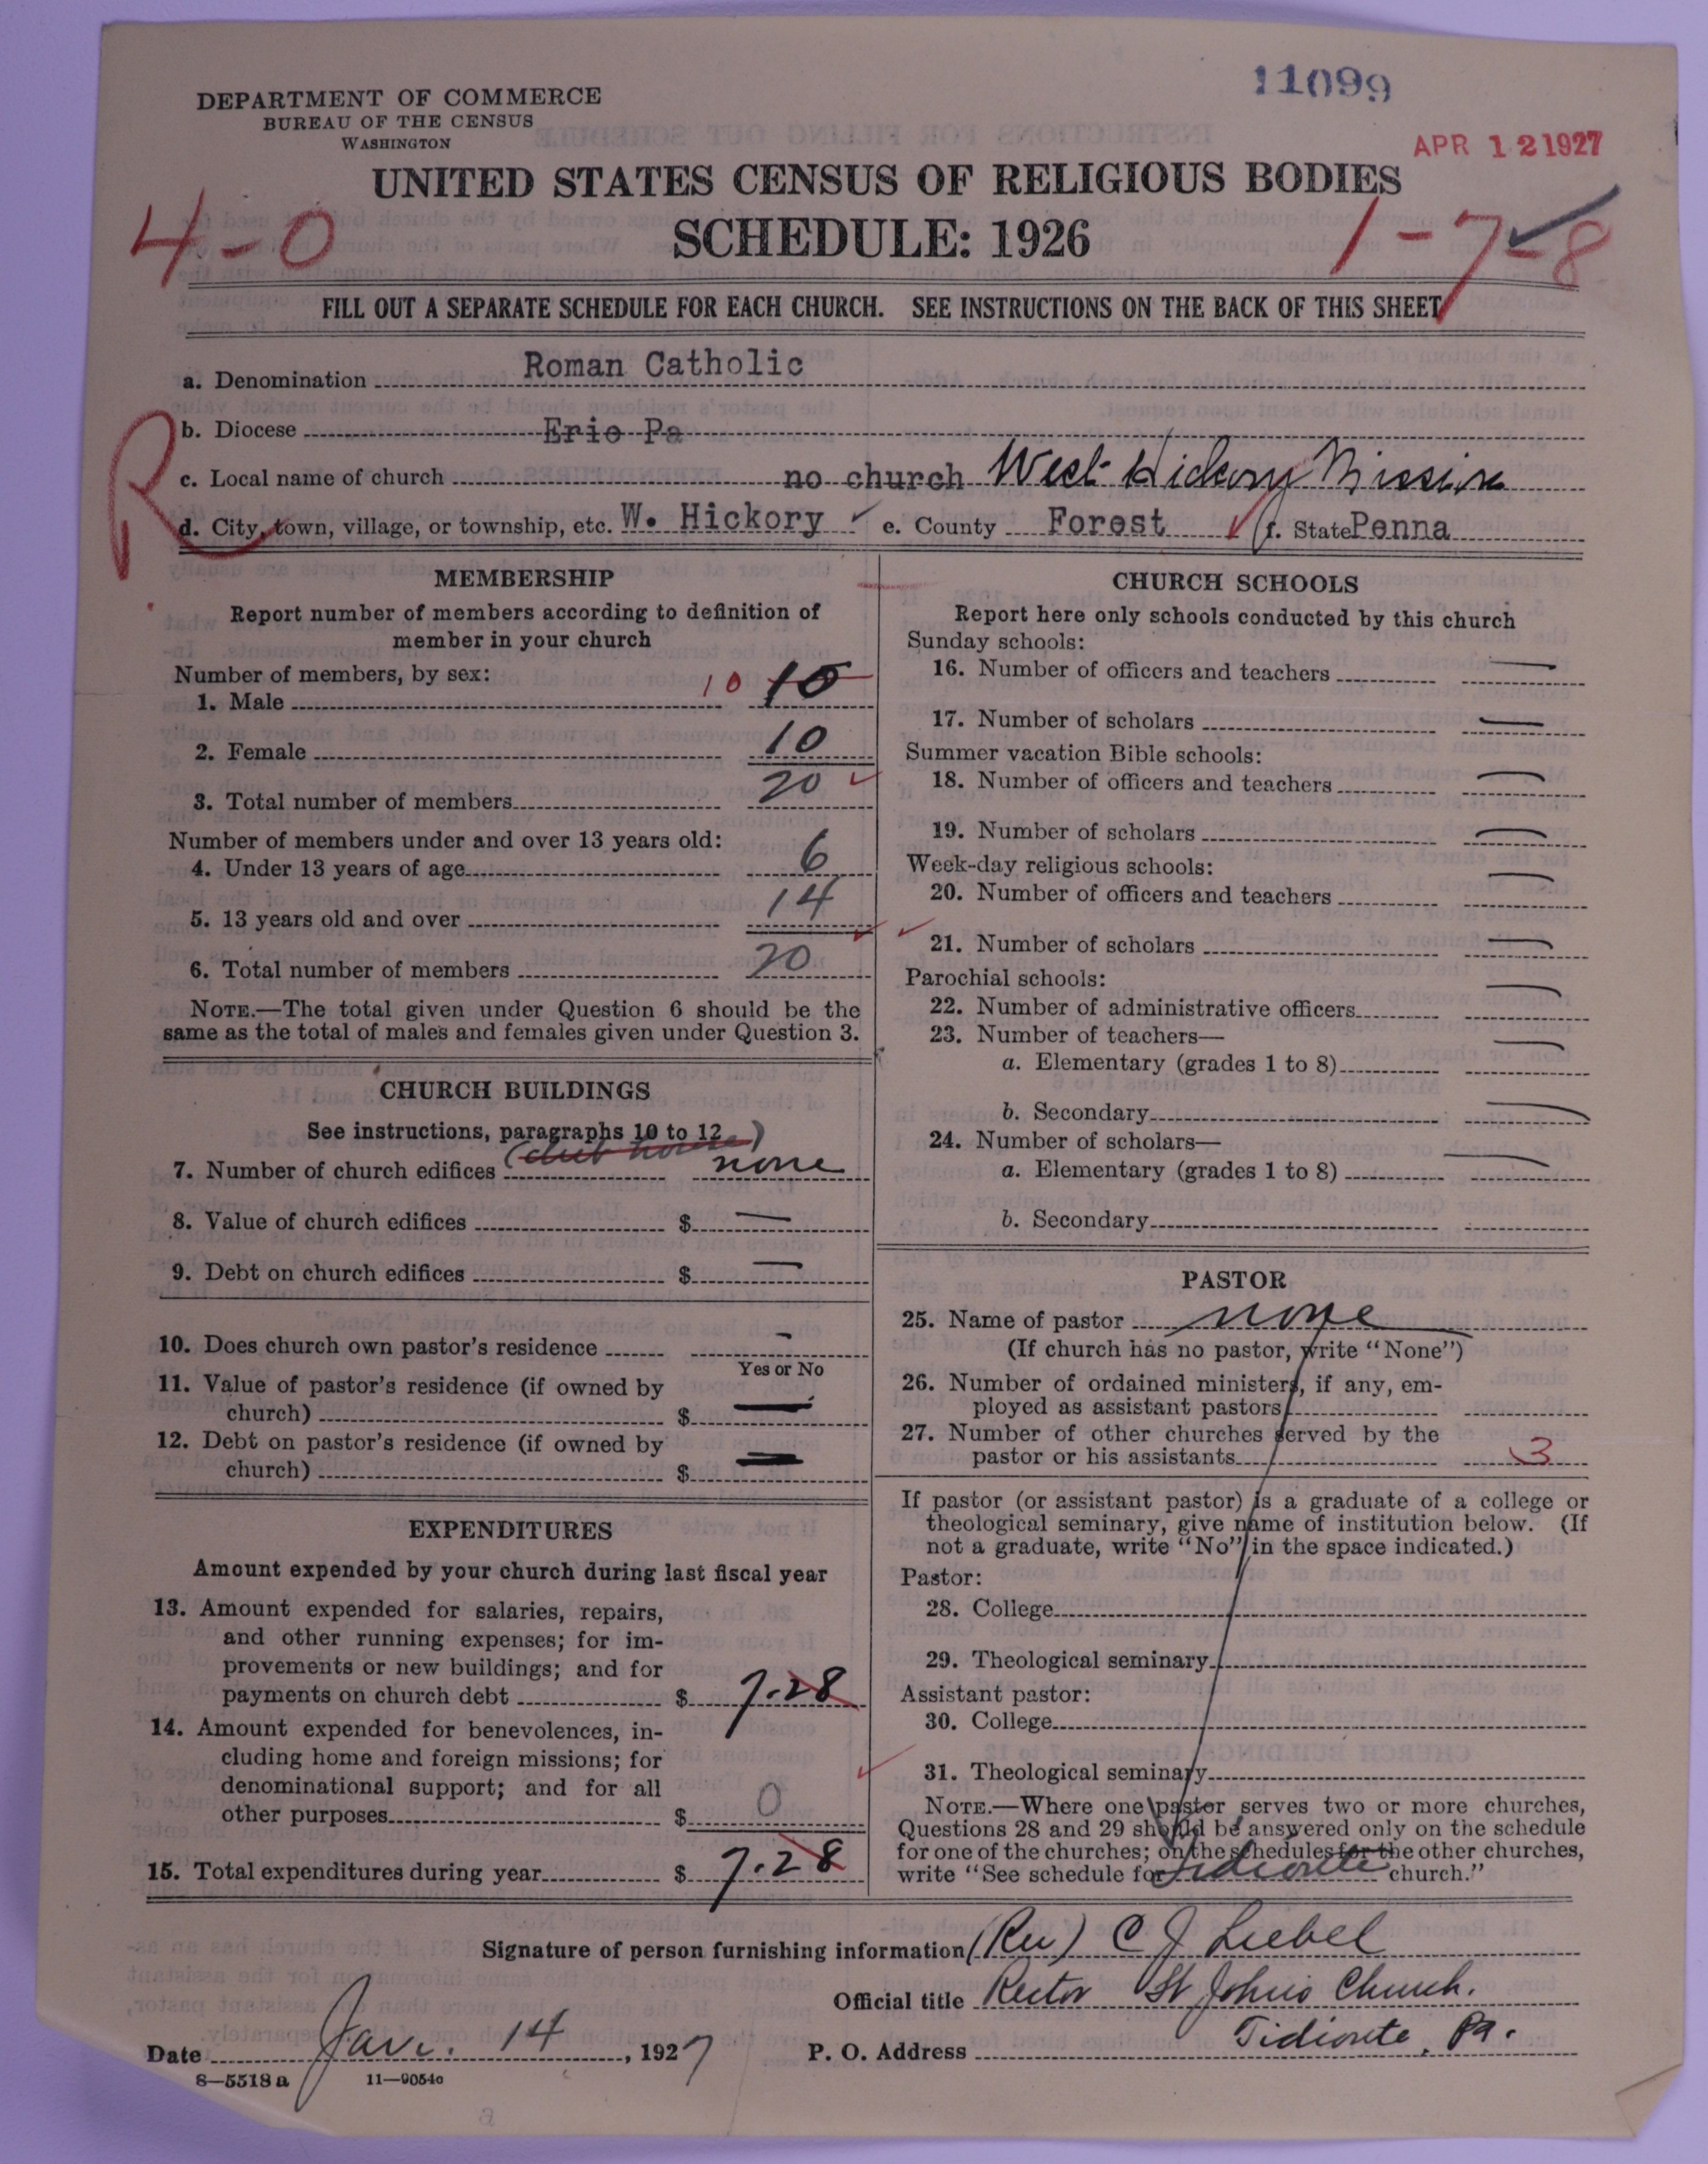 11099
DEPARTMENT OF COMMERCE
BUREAU OF THE CENSUS
WASHINGTON
APR 12 1927
UNITED STATES CENSUS OF RELIGIOUS BODIES
SCHEDULE: 1926
4-0
1-7-8
FILL OUT A SEPARATE SCHEDULE FOR EACH CHURCH. SEE INSTRUCTIONS ON THE BACK OF THIS SHEET
a. Denomination Roman Catholic
R
b. Diocese Erie Pa
c. Local name of church no church West Hickory Mission
d. City, town, village, or township, etc. W. Hickory ✓ e. County Forest ✓ f. State Penna
MEMBERSHIP
Report number of members according to definition of
member in your church
Number of members, by sex:
1. Male 10 10
2. Female 10
3. Total number of members 20 ✓
Number of members under and over 13 years old:
4. Under 13 years of age 6
5. 13 years old and over 14
6. Total number of members 20
NOTE.—The total given under Question 6 should be the
same as the total of males and females given under Question 3.
CHURCH BUILDINGS
See instructions, paragraphs 10 to 12
(club house)
7. Number of church edifices none
8. Value of church edifices $ —
9. Debt on church edifices $ —
10. Does church own pastor's residence —
Yes or No
11. Value of pastor's residence (if owned by
church) $ —
12. Debt on pastor's residence (if owned by
church) $ —
EXPENDITURES
Amount expended by your church during last fiscal year
13. Amount expended for salaries, repairs,
and other running expenses; for im-
provements or new buildings; and for
payments on church debt $ 7.28
14. Amount expended for benevolences, in-
cluding home and foreign missions; for
denominational support; and for all
other purposes $ 0
15. Total expenditures during year $ 7.28
CHURCH SCHOOLS
Report here only schools conducted by this church
Sunday schools:
16. Number of officers and teachers —
17. Number of scholars —
Summer vacation Bible schools:
18. Number of officers and teachers —
19. Number of scholars —
Week-day religious schools:
20. Number of officers and teachers —
21. Number of scholars —
Parochial schools:
22. Number of administrative officers —
23. Number of teachers—
a. Elementary (grades 1 to 8) —
b. Secondary —
24. Number of scholars—
a. Elementary (grades 1 to 8) —
b. Secondary
PASTOR
25. Name of pastor none
(If church has no pastor, write "None")
26. Number of ordained ministers, if any, em-
ployed as assistant pastors
27. Number of other churches served by the
pastor or his assistants 3
If pastor (or assistant pastor) is a graduate of a college or
theological seminary, give name of institution below. (If
not a graduate, write "No" in the space indicated.)
Pastor:
28. College
29. Theological seminary
Assistant pastor:
30. College
31. Theological seminary
NOTE.—Where one pastor serves two or more churches,
Questions 28 and 29 should be answered only on the schedule
for one of the churches; on the schedules for the other churches,
write "See schedule for Tidioute church."
Signature of person furnishing information (Rev) C J Liebel
Official title Rector St Johns Church.
Date Jan. 14, 1927
P. O. Address Tidioute, Pa.
8—5518 a 11—9054c